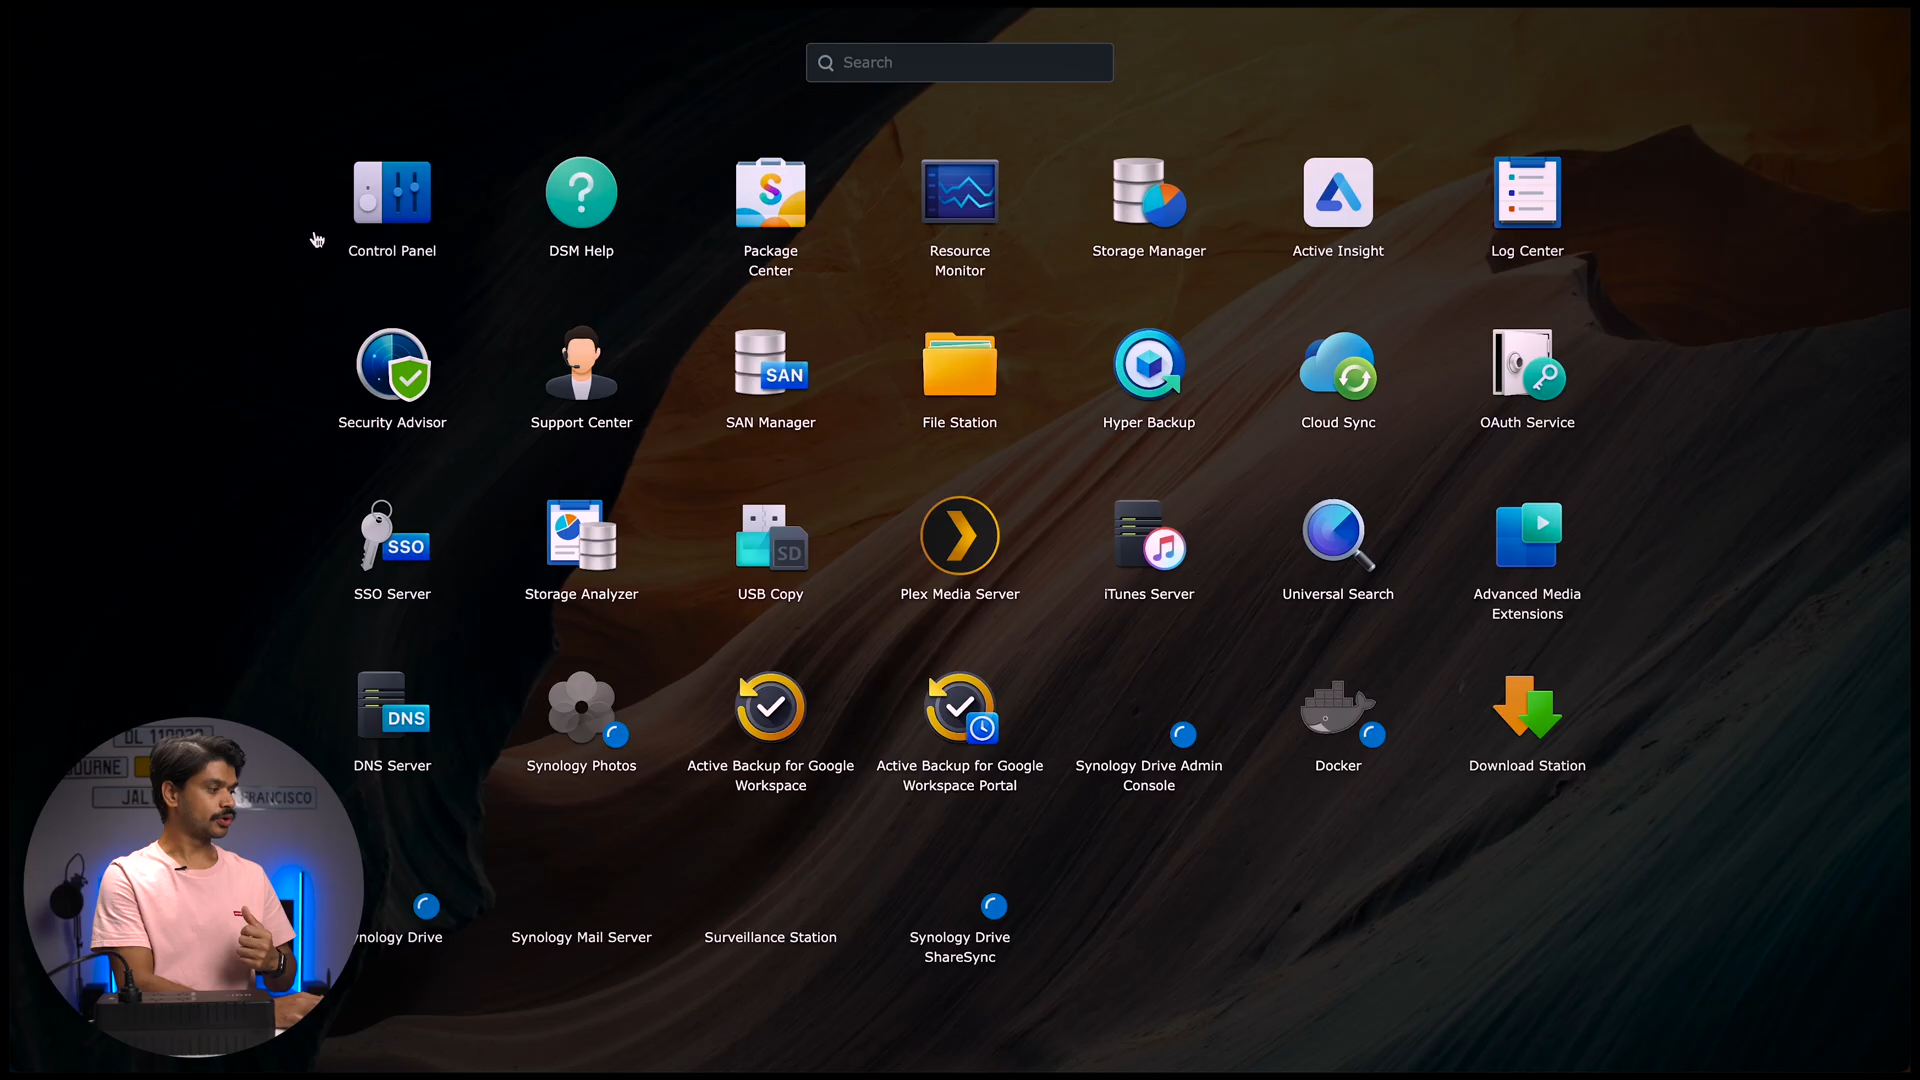 Search
Control Panel
DSM Help
Package
Center
Resource
Monitor
Storage Manager
Active Insight
Log Center
Security Advisor
Support Center
SAN
SAN Manager
File Station
Hyper Backup
Cloud Sync
OAuth Service
SSO
SSO Server
Storage Analyzer
SD
USB Copy
Plex Media Server
iTunes Server
Universal Search
Advanced Media
Extensions
DNS
DNS Server
Synology Photos
Active Backup for Google
Workspace
Active Backup for Google
Workspace Portal
Synology Drive Admin
Console
Docker
Download Station
OURNE
JAL
FRANCISCO
ynology Drive
Synology Mail Server
Surveillance Station
Synology Drive
ShareSync